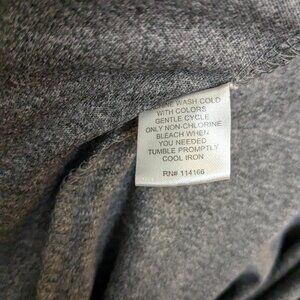 WASH COLD
WITH COLORS
GENTLE CYCLE
ONLY NON-CHLORINE
BLEACH WHEN
YOU NEEDED
TUMBLE PROMPTLY
COOL IRON
RN# 114166